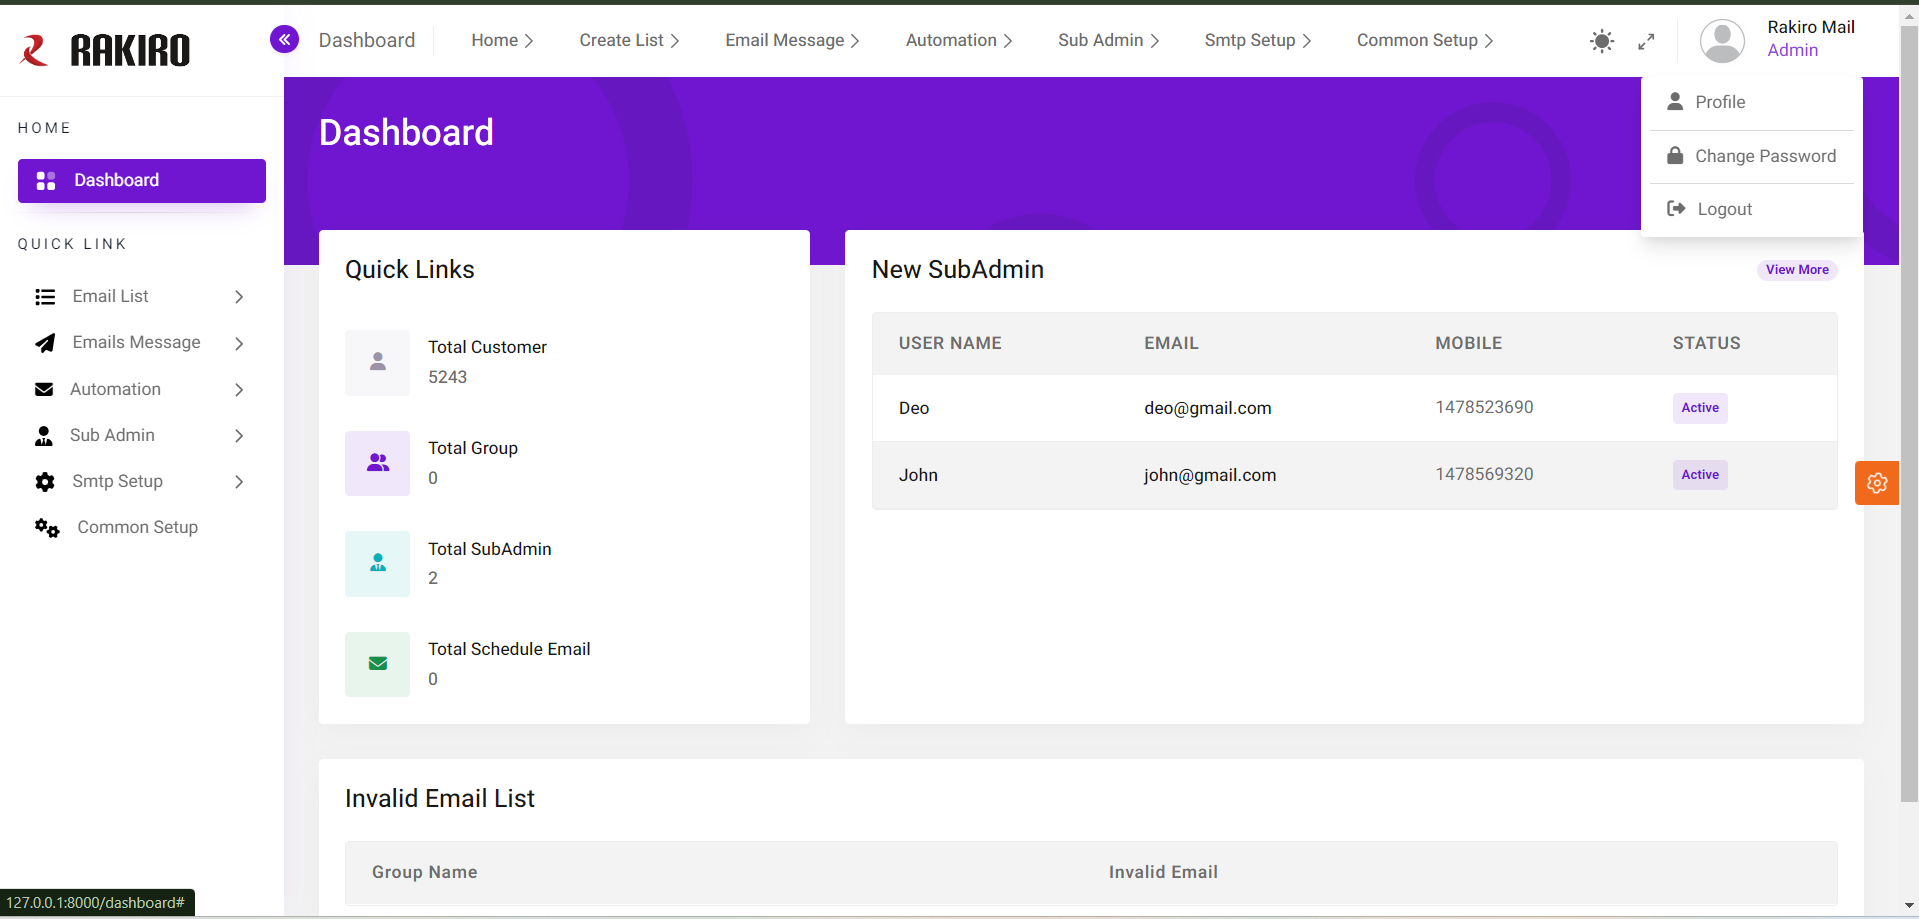 RAKIRO
Dashboard
Home
Create List
Email Message
Automation
Sub Admin
Smtp Setup
Common Setup
Rakiro Mail
Admin
Profile
Change Password
Logout
HOME
Dashboard
QUICK LINK
Email List
Emails Message
Automation
Sub Admin
Smtp Setup
Common Setup
Dashboard
Quick Links
Total Customer
5243
Total Group
0
Total SubAdmin
2
Total Schedule Email
0
New SubAdmin
View More
USER NAME EMAIL MOBILE STATUS
Deo deo@gmail.com 1478523690 Active
John john@gmail.com 1478569320 Active
Invalid Email List
Group Name Invalid Email
127.0.0.1:8000/dashboard#